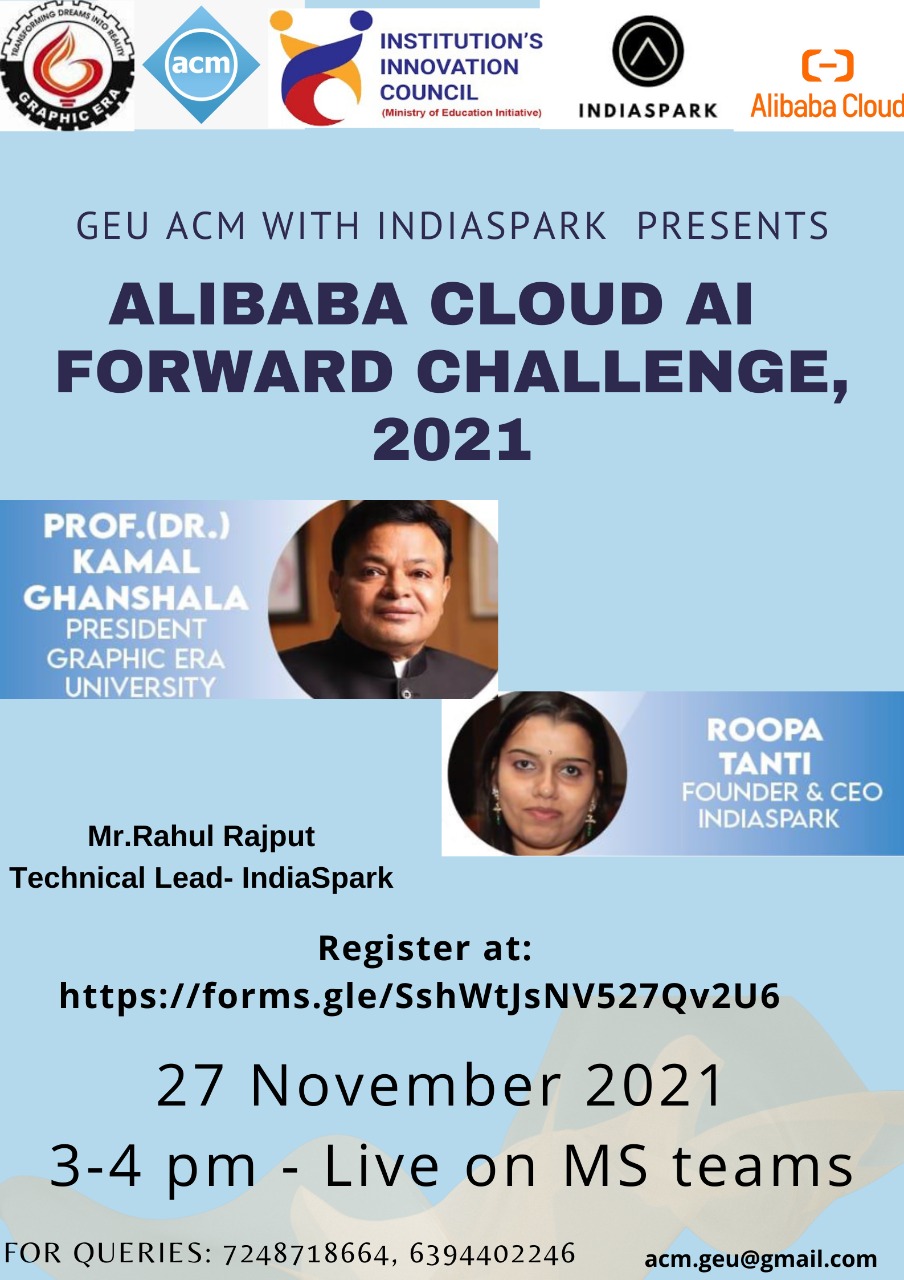 TRANSFORMING DREAMS INTO REALITY
GRAPHIC ERA
acm
INSTITUTION'S
INNOVATION
COUNCIL
(Ministry of Education Initiative)
INDIASPARK
Alibaba Cloud
GEU ACM WITH INDIASPARK PRESENTS
ALIBABA CLOUD AI
FORWARD CHALLENGE,
2021
PROF.(DR.)
KAMAL
GHANSHALA
PRESIDENT
GRAPHIC ERA
UNIVERSITY
ROOPA
TANTI
FOUNDER & CEO
INDIASPARK
Mr.Rahul Rajput
Technical Lead- IndiaSpark
Register at:
https://forms.gle/SshWtJsNV527Qv2U6
27 November 2021
3-4 pm - Live on MS teams
FOR QUERIES: 7248718664, 6394402246
acm.geu@gmail.com